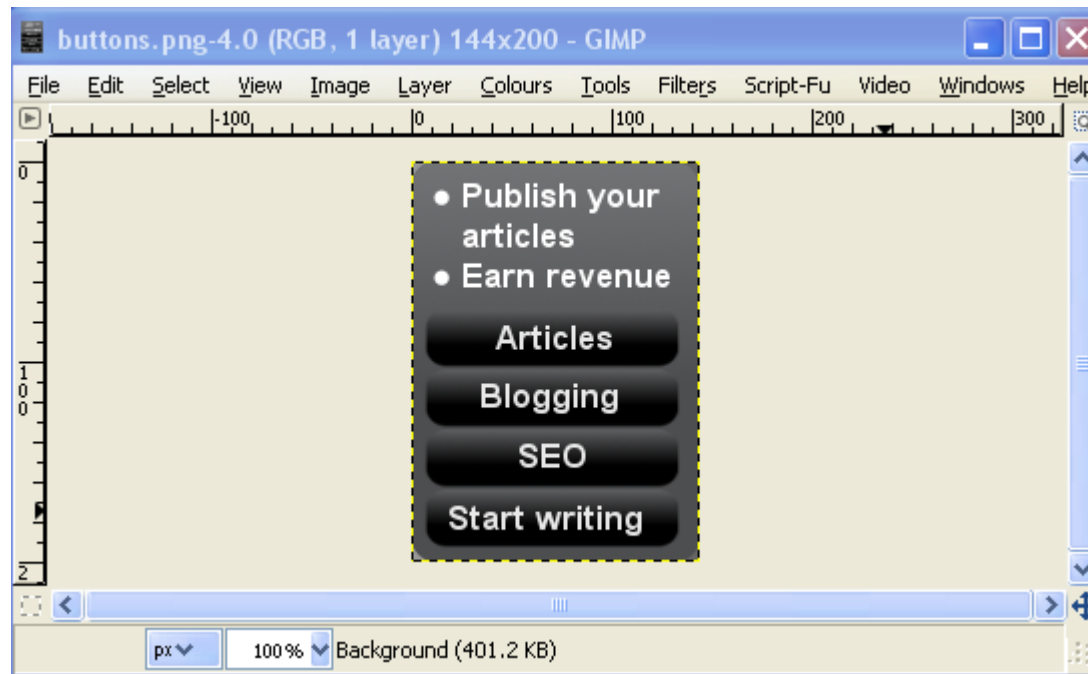 buttons.png-4.0 (RGB, 1 layer) 144x200 - GIMP
File Edit Select View Image Layer Colours Tools Filters Script-Fu Video Windows Help
-100 0 100 200 300
0
• Publish your
articles
• Earn revenue
Articles
100
Blogging
SEO
Start writing
2
px 100% Background (401.2 KB)